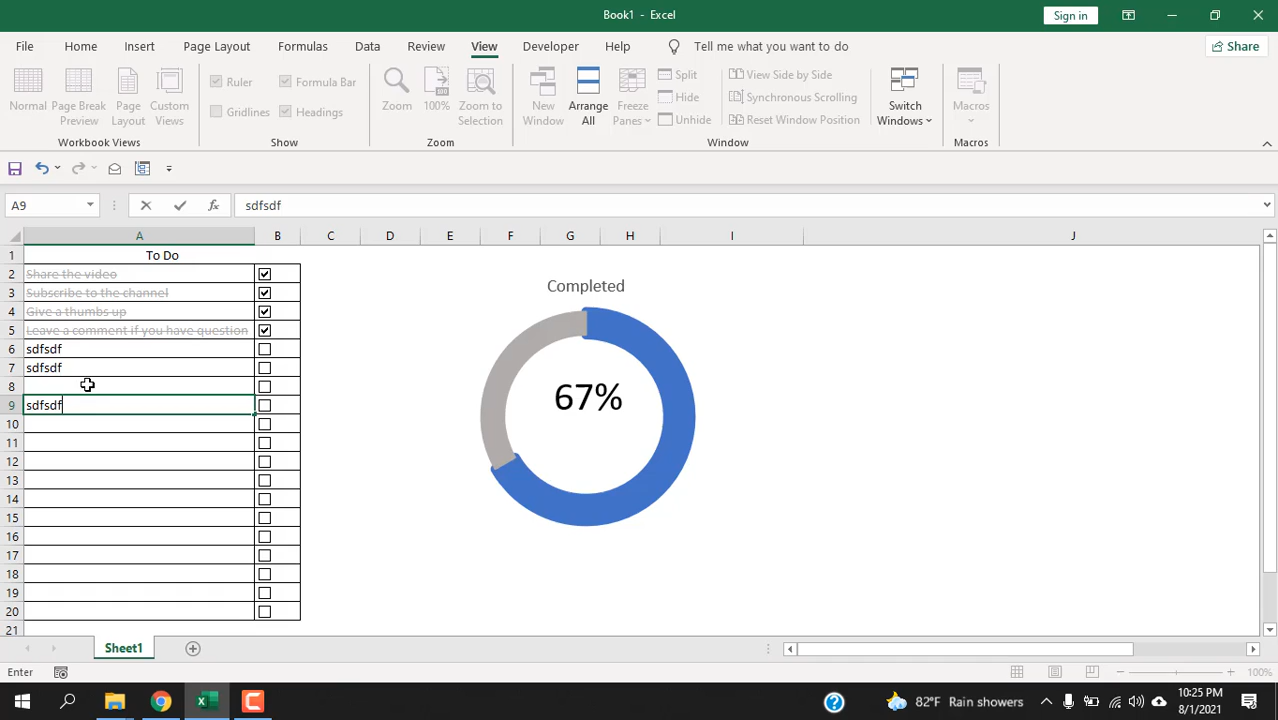 Book1 - Excel
Sign in
File Home Insert Page Layout Formulas Data Review View Developer Help Tell me what you want to do Share
Normal
Page Break Preview
Page Layout
Custom Views
Workbook Views
Ruler
Formula Bar
Gridlines
Headings
Show
Zoom
100%
Zoom to Selection
Zoom
New Window
Arrange All
Freeze Panes
Split
Hide
Unhide
View Side by Side
Synchronous Scrolling
Reset Window Position
Window
Switch Windows
Macros
Macros
A9
fx
sdfsdf
A B C D E F G H I J
1 To Do
2 Share the video
3 Subscribe to the channel
4 Give a thumbs up
5 Leave a comment if you have question
6 sdfsdf
7 sdfsdf
8
9 sdfsdf
10
11
12
13
14
15
16
17
18
19
20
21
Completed
67%
Sheet1
Enter
100%
82°F Rain showers
10:25 PM
8/1/2021